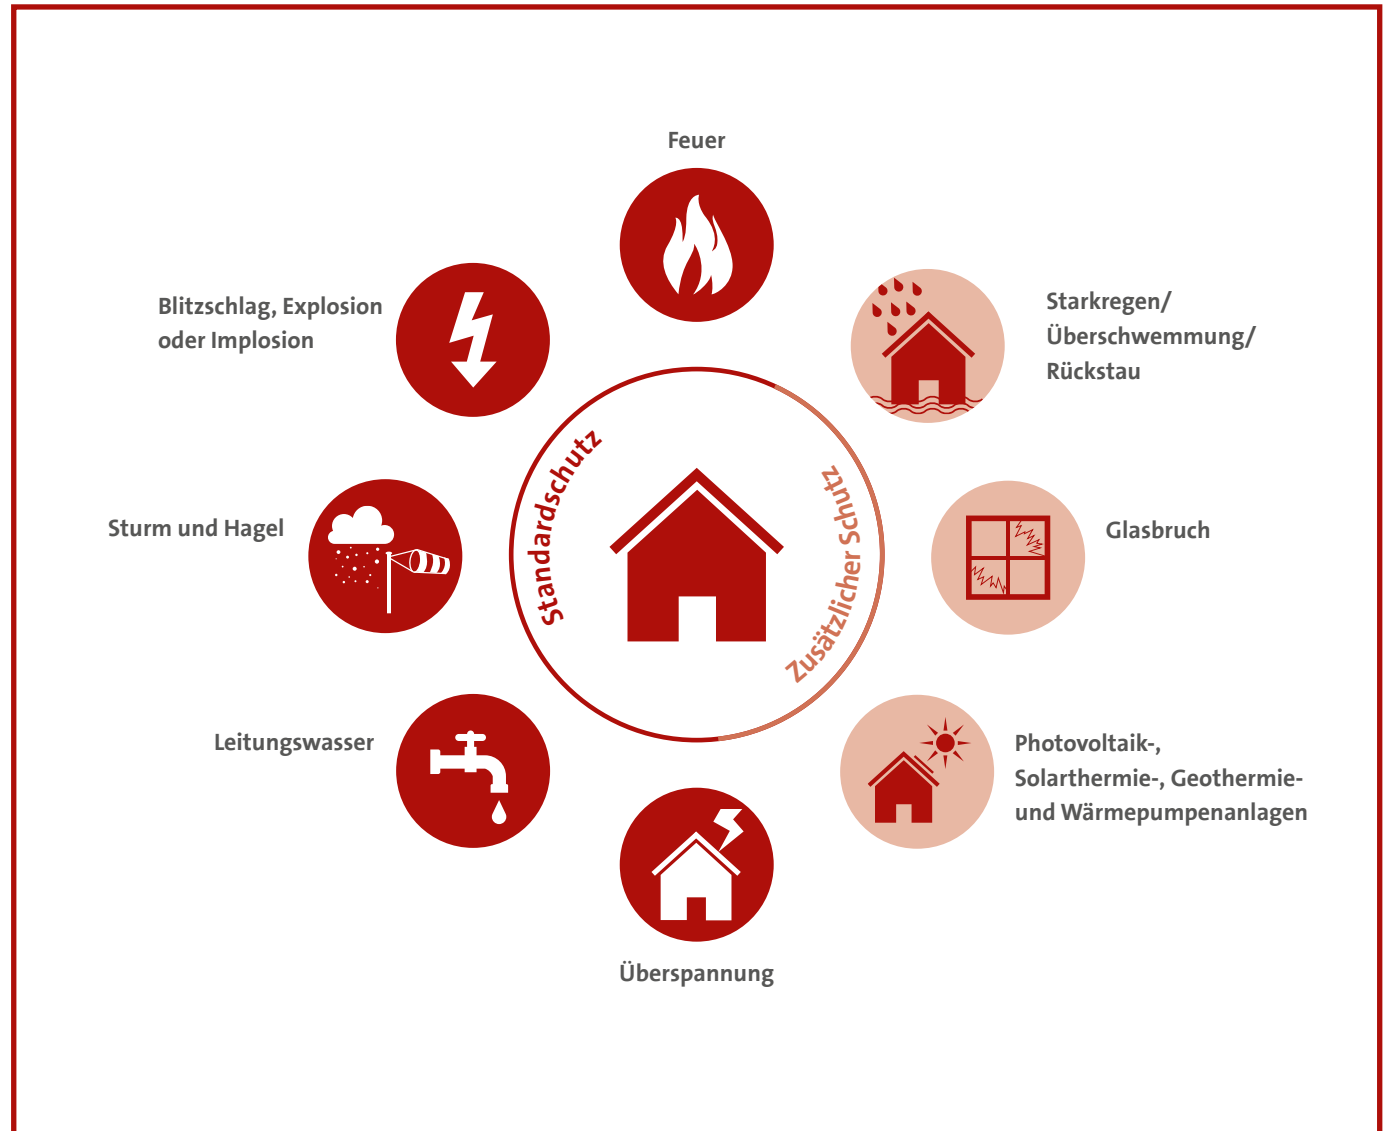 Feuer
Blitzschlag, Explosion
oder Implosion
Starkregen/
Überschwemmung/
Rückstau
Standardschutz
Zusätzlicher Schutz
Sturm und Hagel
Glasbruch
Leitungswasser
Photovoltaik-,
Solarthermie-, Geothermie-
und Wärmepumpenanlagen
Überspannung